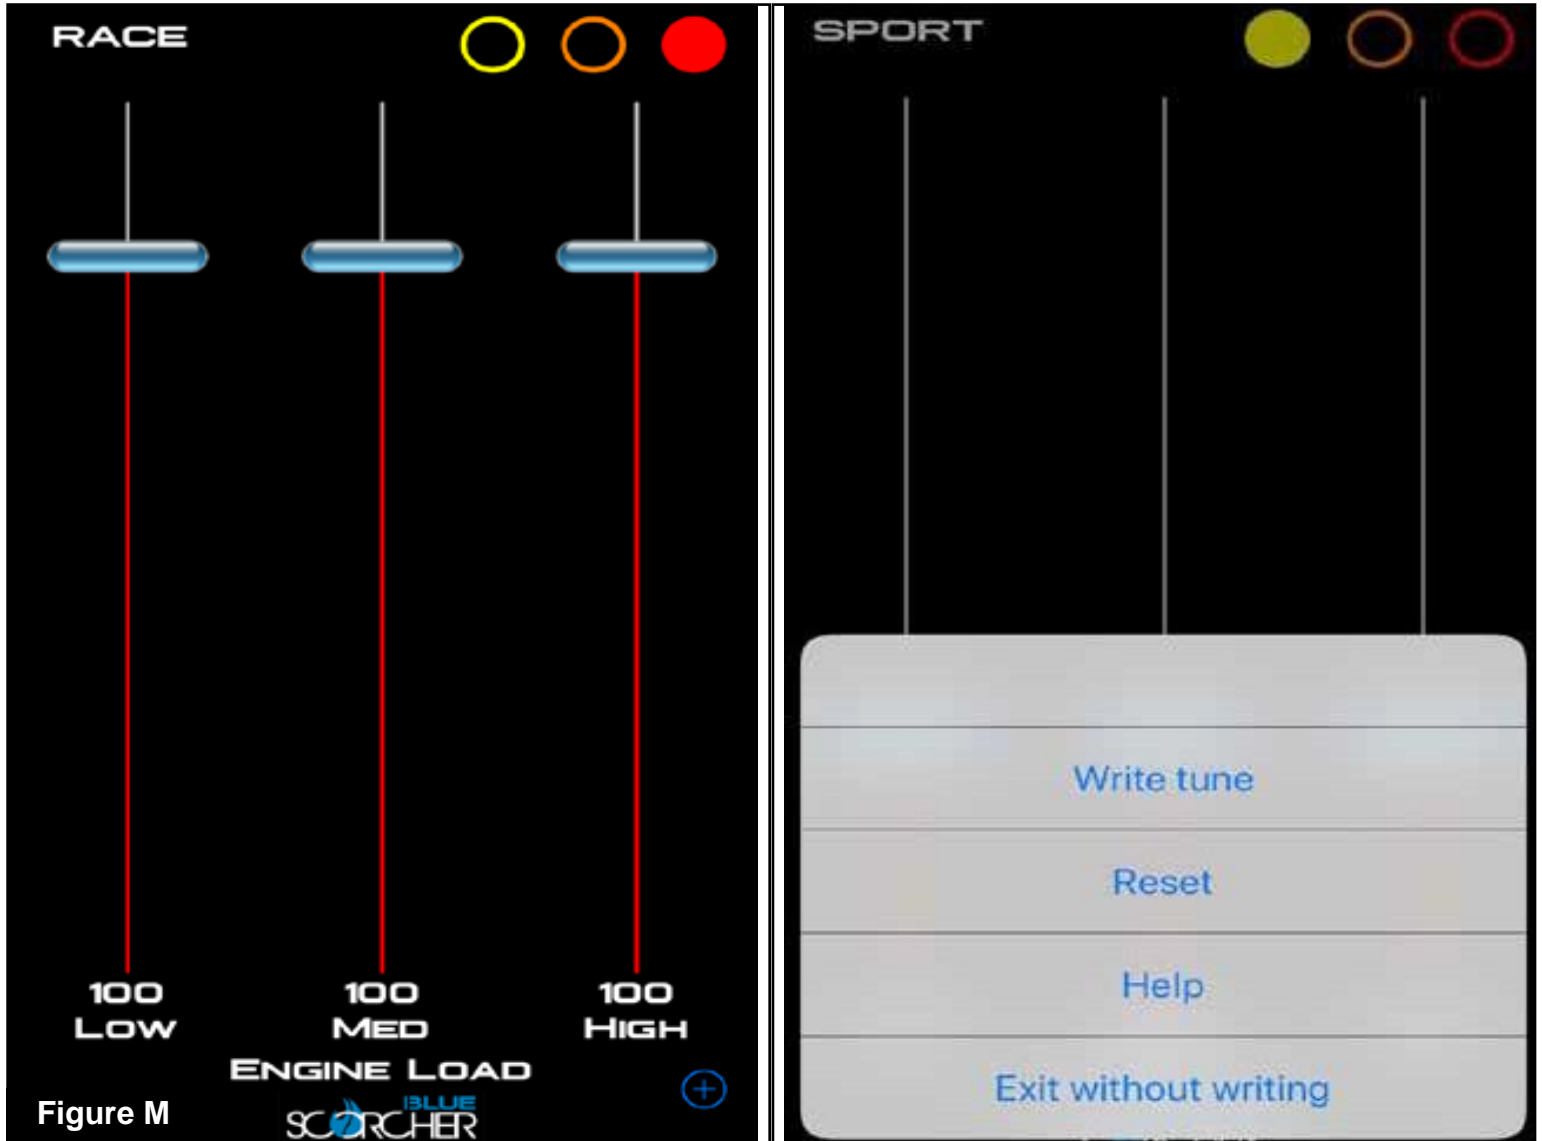 RACE
100 100 100
LOW MED HIGH
ENGINE LOAD
BLUE
SCORCHER
Figure M
SPORT
Write tune
Reset
Help
Exit without writing